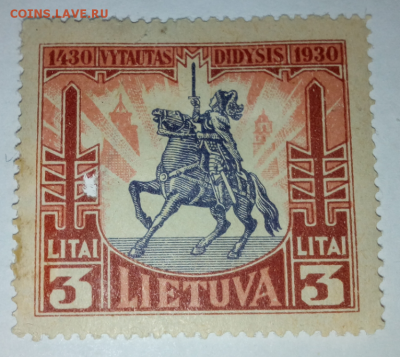 COINS.LAVE.RU
1430 VYTAUTAS DIDYSIS 1930
LITAI LITAI
3 LIETUVA 3